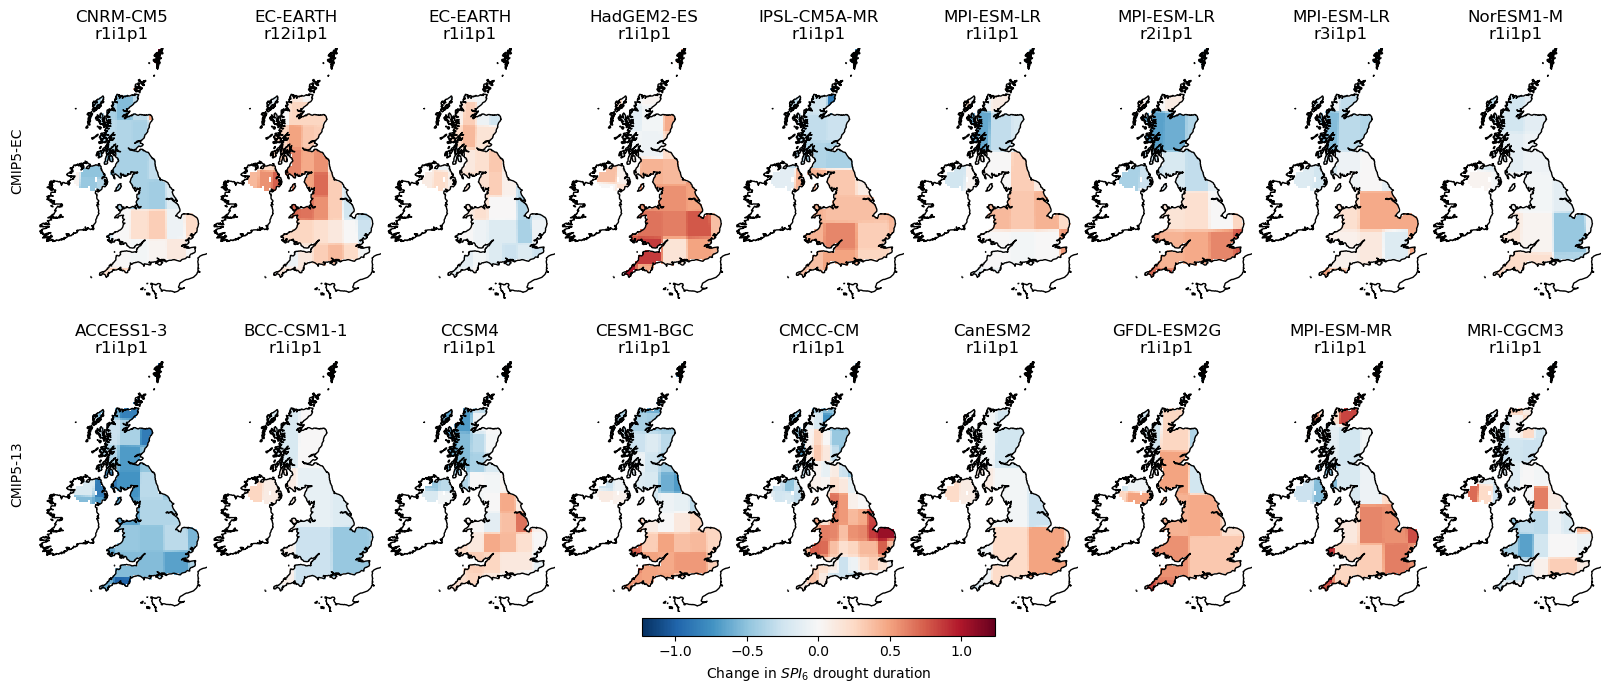 CNRM-CM5 EC-EARTH EC-EARTH HadGEM2-ES IPSL-CM5A-MR MPI-ESM-LR MPI-ESM-LR MPI-ESM-LR NorESM1-M
r1i1p1 r12i1p1 r1i1p1 r1i1p1 r1i1p1 r1i1p1 r2i1p1 r3i1p1 r1i1p1
CMIP5-EC
ACCESS1-3 BCC-CSM1-1 CCSM4 CESM1-BGC CMCC-CM CanESM2 GFDL-ESM2G MPI-ESM-MR MRI-CGCM3
r1i1p1 r1i1p1 r1i1p1 r1i1p1 r1i1p1 r1i1p1 r1i1p1 r1i1p1 r1i1p1
CMIP5-13
−1.0 −0.5 0.0 0.5 1.0
Change in SPI₆ drought duration